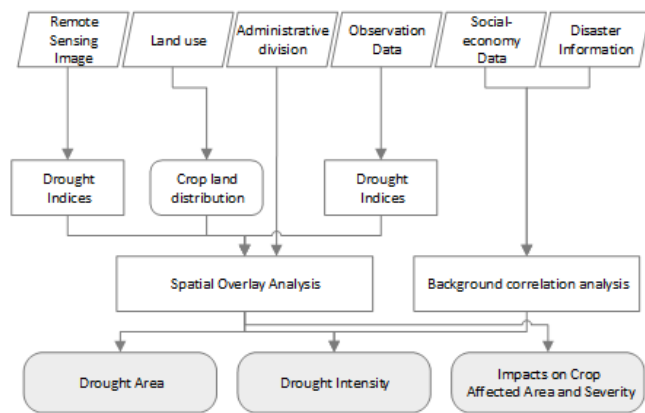 Remote
Sensing
Image
Land use
Administrative
division
Observation
Data
Social-
economy
Data
Disaster
Information
Drought
Indices
Crop land
distribution
Drought
Indices
Spatial Overlay Analysis
Background correlation analysis
Drought Area
Drought Intensity
Impacts on Crop
Affected Area and Severity